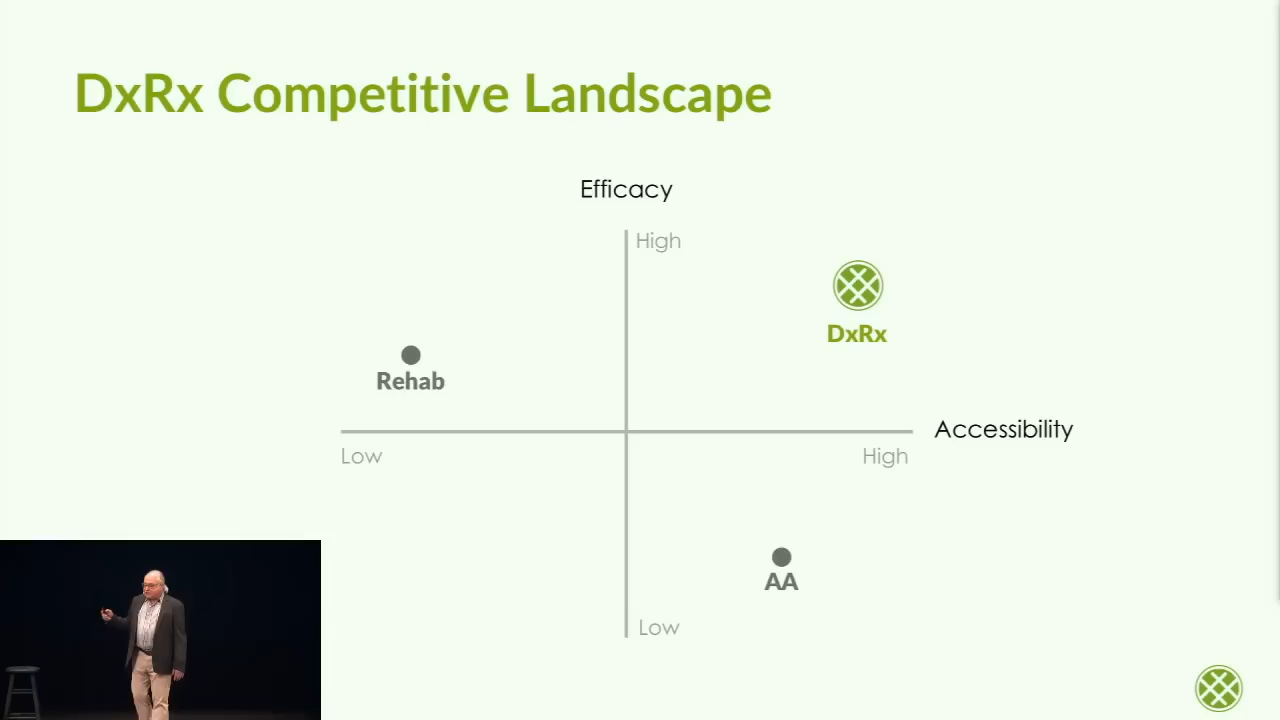 DxRx Competitive Landscape
Efficacy
High
DxRx
Rehab
Accessibility
Low
High
AA
Low